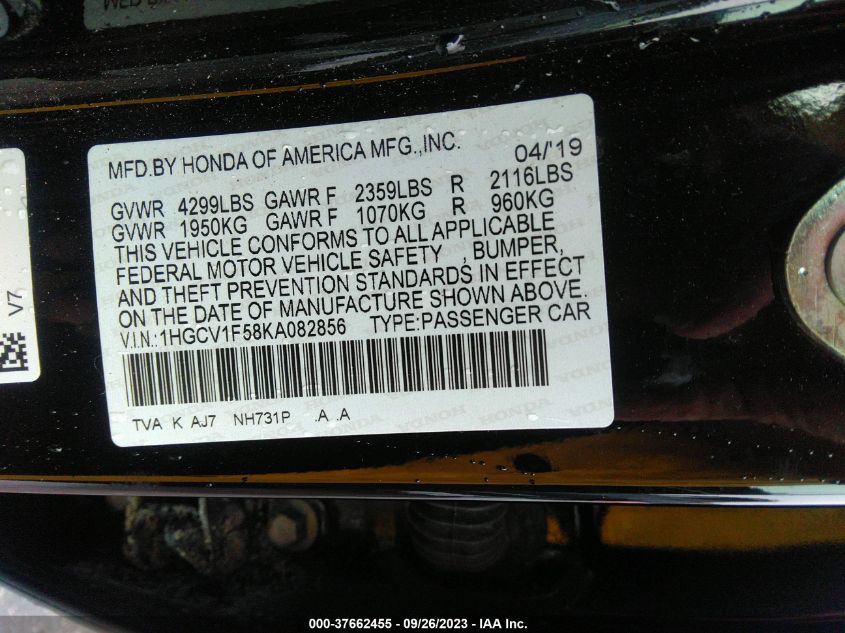 MFD.BY HONDA OF AMERICA MFG.,INC. 04/'19
GVWR 4299LBS GAWR F 2359LBS R 2116LBS
GVWR 1950KG GAWR F 1070KG R 960KG
THIS VEHICLE CONFORMS TO ALL APPLICABLE
FEDERAL MOTOR VEHICLE SAFETY , BUMPER,
AND THEFT PREVENTION STANDARDS IN EFFECT
ON THE DATE OF MANUFACTURE SHOWN ABOVE.
V.I.N.:1HGCV1F58KA082856 TYPE:PASSENGER CAR
TVA K AJ7 NH731P .A .A
V7
000-37662455 - 09/26/2023 - IAA Inc.